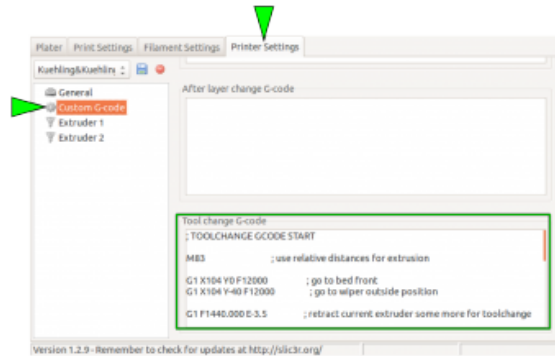 Plater Print Settings Filament Settings Printer Settings
Kuehling&Kuehling
General
Custom G-code
Extruder 1
Extruder 2
After layer change G-code
Tool change G-code
; TOOLCHANGE GCODE START
M83 ; use relative distances for extrusion
G1 X104 Y0 F12000 ; go to bed front
G1 X104 Y-40 F12000 ; go to wiper outside position
G1 F1440.000 E-3.5 ; retract current extruder some more for toolchange
Version 1.2.9 - Remember to check for updates at http://slic3r.org/